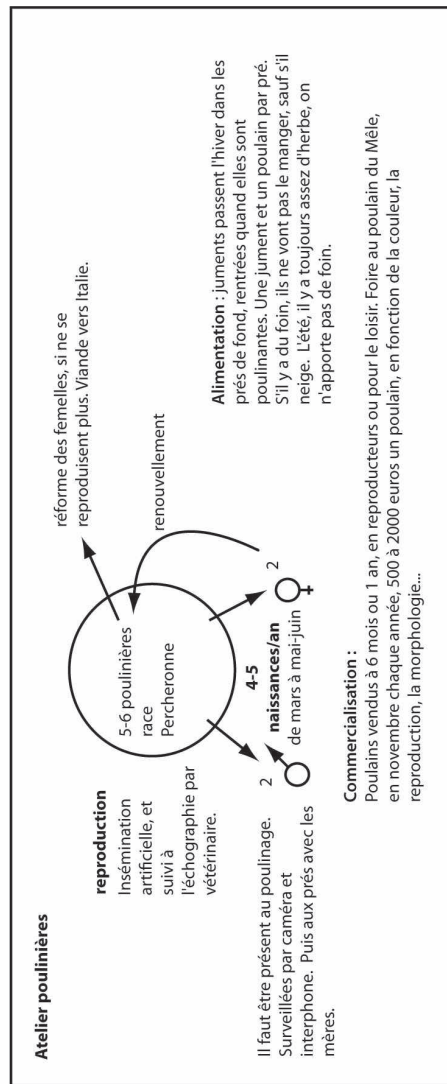 Atelier poulinières
reproduction
Insémination
artificielle, et
suivi à
l'échographie par
vétérinaire.
5-6 poulinières
race
Percheronne
réforme des femelles, si ne se
reproduisent plus. Viande vers Italie.
renouvellement
2
2
4-5
naissances/an
de mars à mai-juin
Il faut être présent au poulinage.
Surveillées par caméra et
interphone. Puis aux prés avec les
mères.
Alimentation : juments passent l'hiver dans les
prés de fond, rentrées quand elles sont
poulinantes. Une jument et un poulain par pré.
S'il y a du foin, ils ne vont pas le manger, sauf s'il
neige. L'été, il y a toujours assez d'herbe, on
n'apporte pas de foin.
Commercialisation :
Poulains vendus à 6 mois ou 1 an, en reproducteurs ou pour le loisir. Foire au poulain du Mêle,
en novembre chaque année, 500 à 2000 euros un poulain, en fonction de la couleur, la
reproduction, la morphologie...